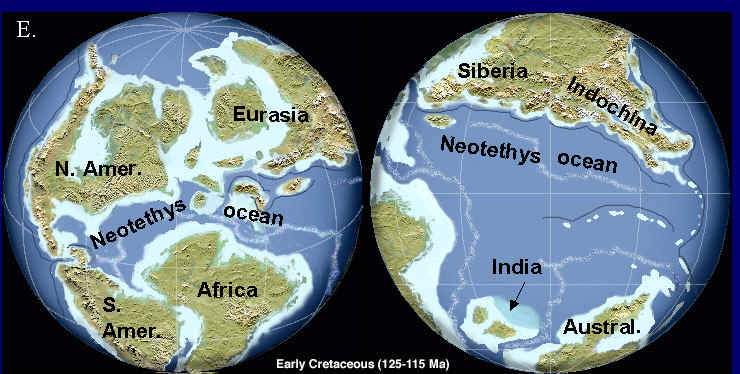 E.
Eurasia
N. Amer.
Neotethys ocean
Africa
S.
Amer.
Siberia
Indochina
Neotethys ocean
India
Austral.
Early Cretaceous (125-115 Ma)